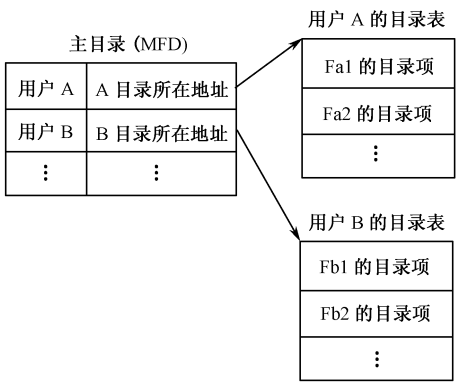 主目录 (MFD)
用户 A A 目录所在地址
用户 B B 目录所在地址
⋮ ⋮
用户 A 的目录表
Fa1 的目录项
Fa2 的目录项
⋮
用户 B 的目录表
Fb1 的目录项
Fb2 的目录项
⋮